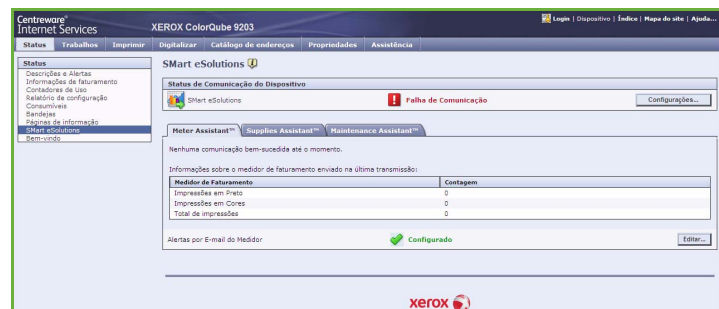 Centreware®
Internet Services
XEROX ColorQube 9203
Login | Dispositivo | Índice | Mapa do site | Ajuda...
Status Trabalhos Imprimir Digitalizar Catálogo de endereços Propriedades Assistência
Status
Descrições e Alertas
Informações de faturamento
Contadores de Uso
Relatório de configuração
Consumíveis
Bandejas
Páginas de informação
SMart eSolutions
Bem-vindo
SMart eSolutions
Status de Comunicação do Dispositivo
SMart eSolutions Falha de Comunicação Configurações...
Meter Assistant™ Supplies Assistant™ Maintenance Assistant™
Nenhuma comunicação bem-sucedida até o momento.
Informações sobre o medidor de faturamento enviado na última transmissão:
Medidor de Faturamento Contagem
Impressões em Preto 0
Impressões em Cores 0
Total de impressões 0
Alertas por E-mail do Medidor Configurado Editar...
xerox